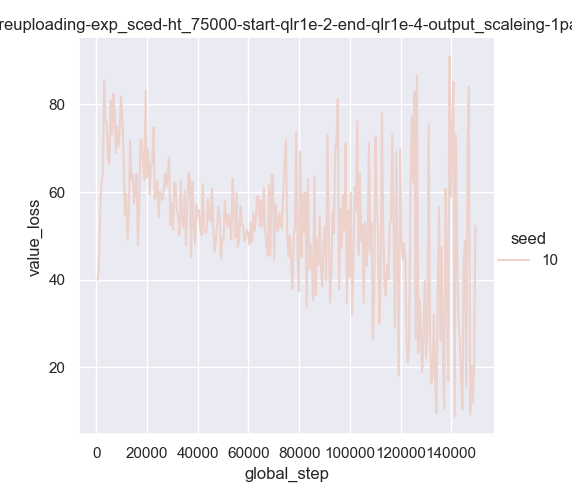 reuploading-exp_sced-ht_75000-start-qlr1e-2-end-qlr1e-4-output_scaleing-1pa
80
60
40
20
value_loss
seed
10
0 20000 40000 60000 80000 100000 120000 140000
global_step